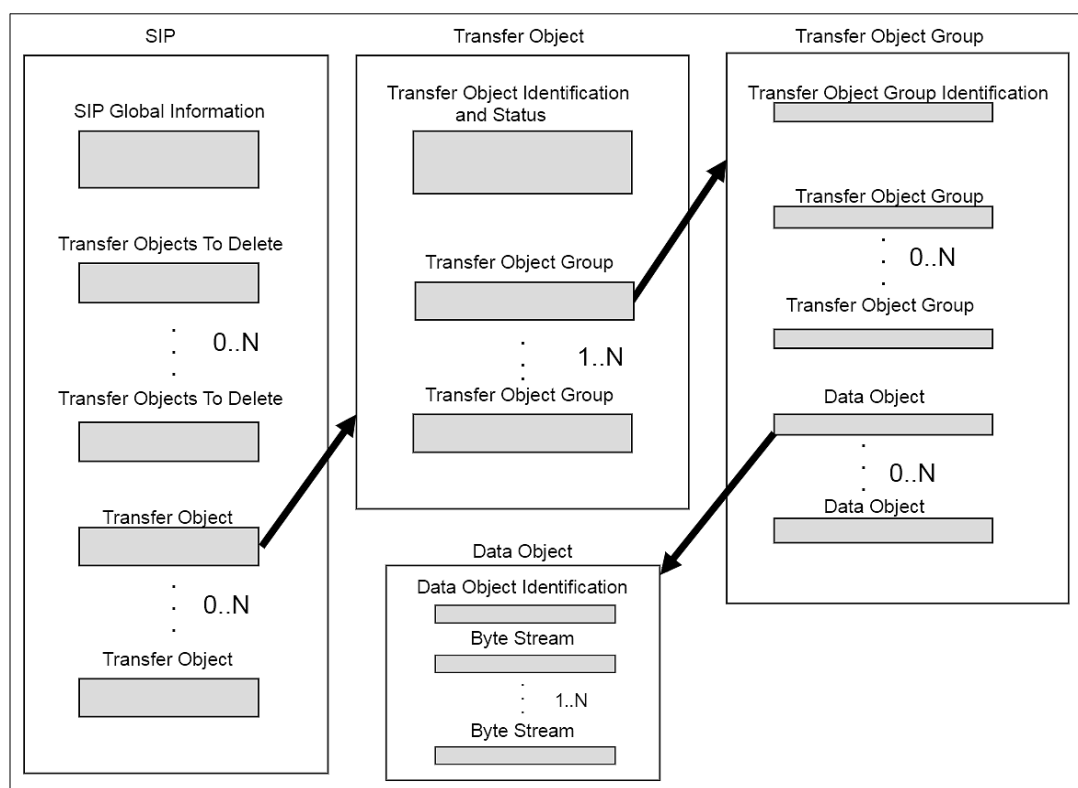 SIP
SIP Global Information
Transfer Objects To Delete
0..N
Transfer Objects To Delete
Transfer Object
0..N
Transfer Object
Transfer Object
Transfer Object Identification
and Status
Transfer Object Group
1..N
Transfer Object Group
Transfer Object Group
Transfer Object Group Identification
Transfer Object Group
0..N
Transfer Object Group
Data Object
0..N
Data Object
Data Object
Data Object Identification
Byte Stream
1..N
Byte Stream